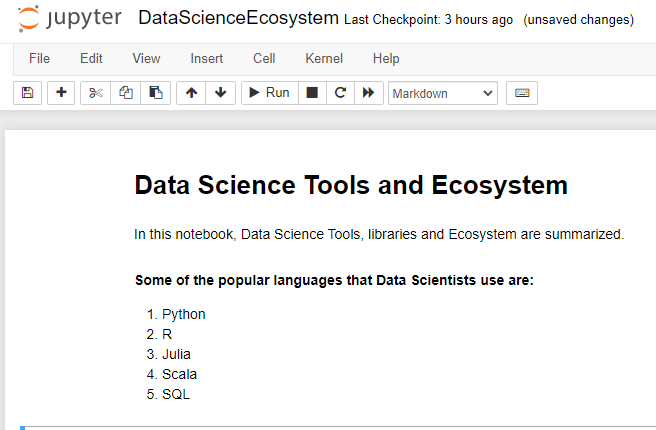 jupyter DataScienceEcosystem Last Checkpoint: 3 hours ago (unsaved changes)
File Edit View Insert Cell Kernel Help
Run Markdown
Data Science Tools and Ecosystem
In this notebook, Data Science Tools, libraries and Ecosystem are summarized.
Some of the popular languages that Data Scientists use are:
1. Python
2. R
3. Julia
4. Scala
5. SQL